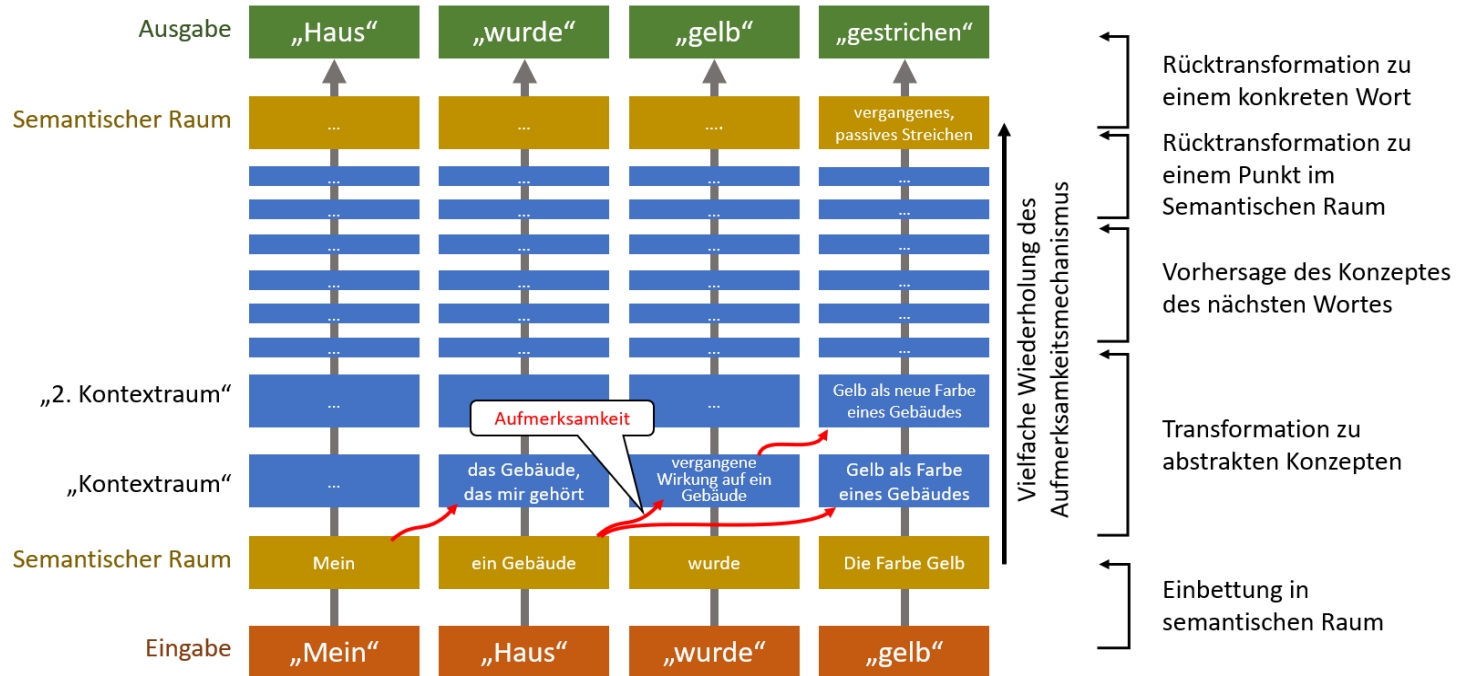 Ausgabe
„Haus“
„wurde“
„gelb“
„gestrichen“
Rücktransformation zu
einem konkreten Wort
Semantischer Raum
...
...
....
vergangenes,
passives Streichen
Rücktransformation zu
einem Punkt im
Semantischen Raum
...
...
...
...
...
...
...
...
...
...
...
...
Vorhersage des Konzeptes
des nächsten Wortes
...
...
...
...
...
...
...
...
...
...
...
...
Vielfache Wiederholung des
Aufmerksamkeitsmechanismus
„2. Kontextraum“
...
...
Gelb als neue Farbe
eines Gebäudes
Aufmerksamkeit
Transformation zu
abstrakten Konzepten
„Kontextraum“
...
das Gebäude,
das mir gehört
vergangene
Wirkung auf ein
Gebäude
Gelb als Farbe
eines Gebäudes
Semantischer Raum
Mein
ein Gebäude
wurde
Die Farbe Gelb
Einbettung in
semantischen Raum
Eingabe
„Mein“
„Haus“
„wurde“
„gelb“